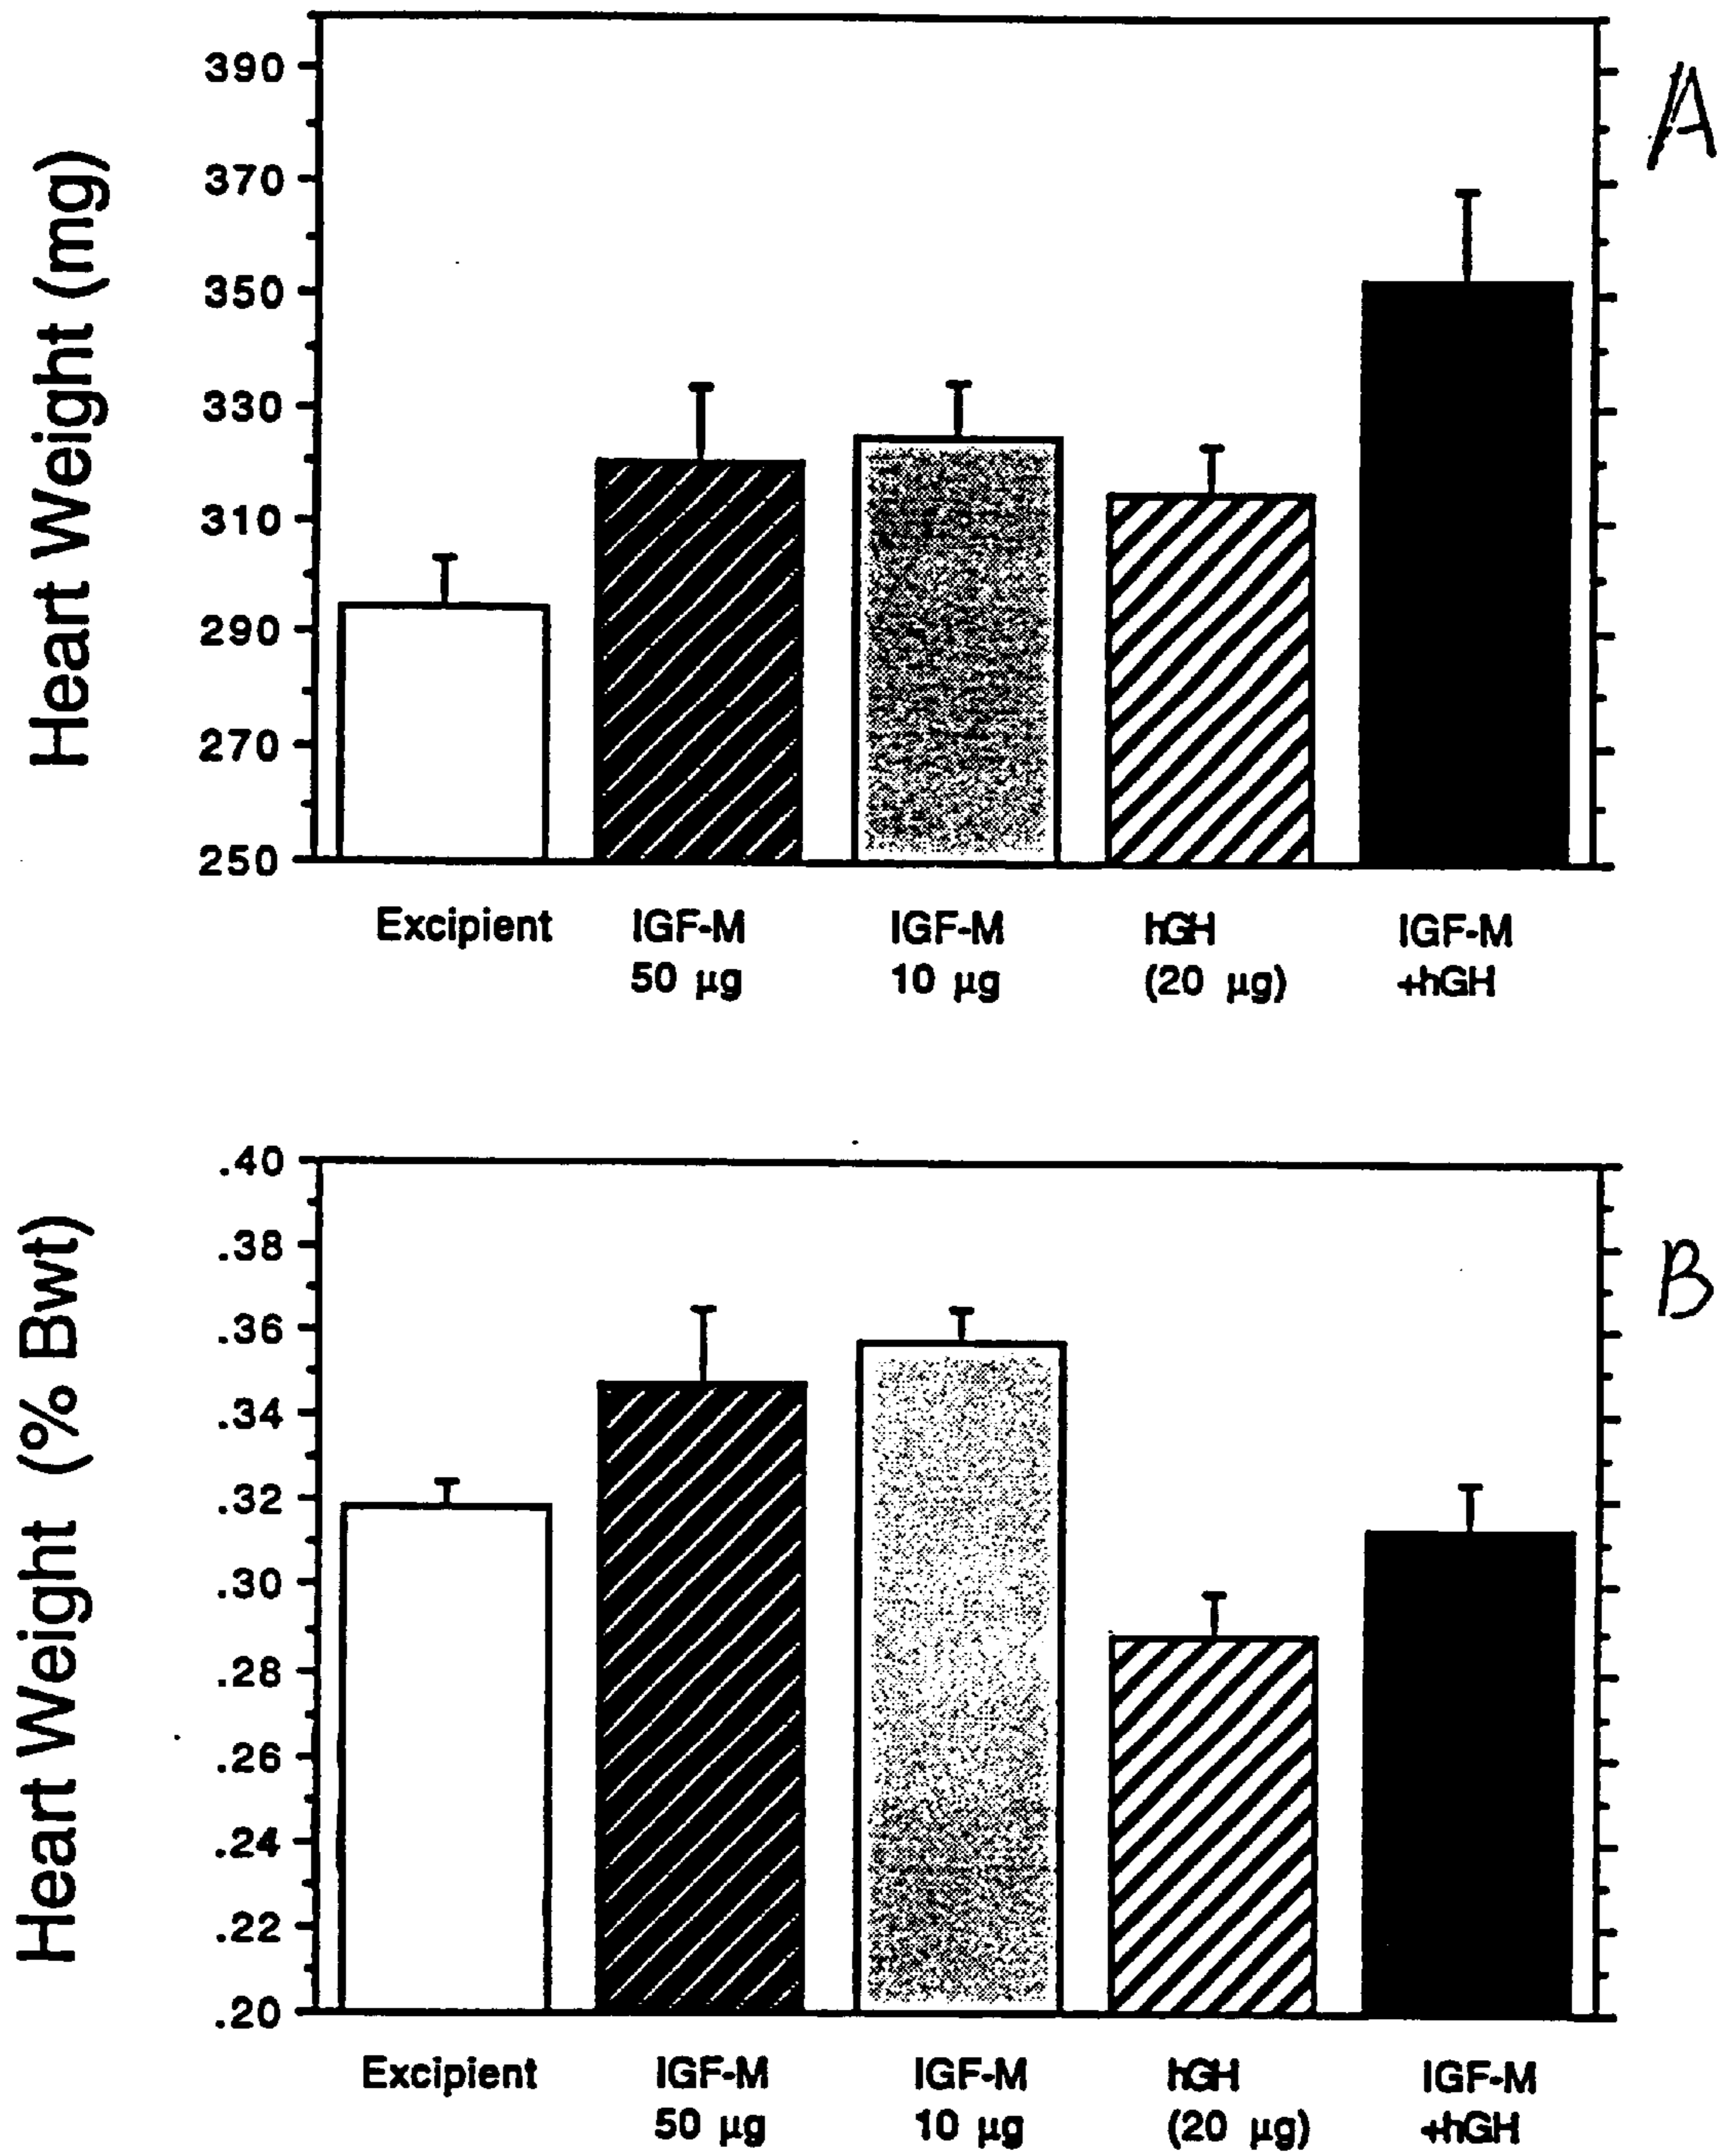 A
Heart Weight (mg)
390
370
350
330
310
290
270
250
Excipient
IGF-M
50 µg
IGF-M
10 µg
hGH
(20 µg)
IGF-M
+hGH
B
Heart Weight (% Bwt)
.40
.38
.36
.34
.32
.30
.28
.26
.24
.22
.20
Excipient
IGF-M
50 µg
IGF-M
10 µg
hGH
(20 µg)
IGF-M
+hGH